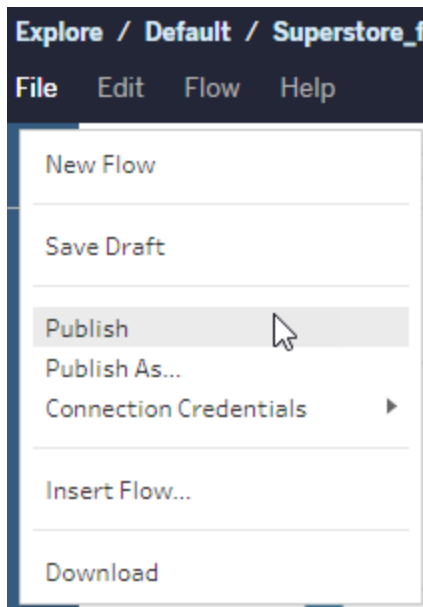 Explore / Default / Superstore_f
File Edit Flow Help
New Flow
Save Draft
Publish
Publish As...
Connection Credentials
Insert Flow...
Download